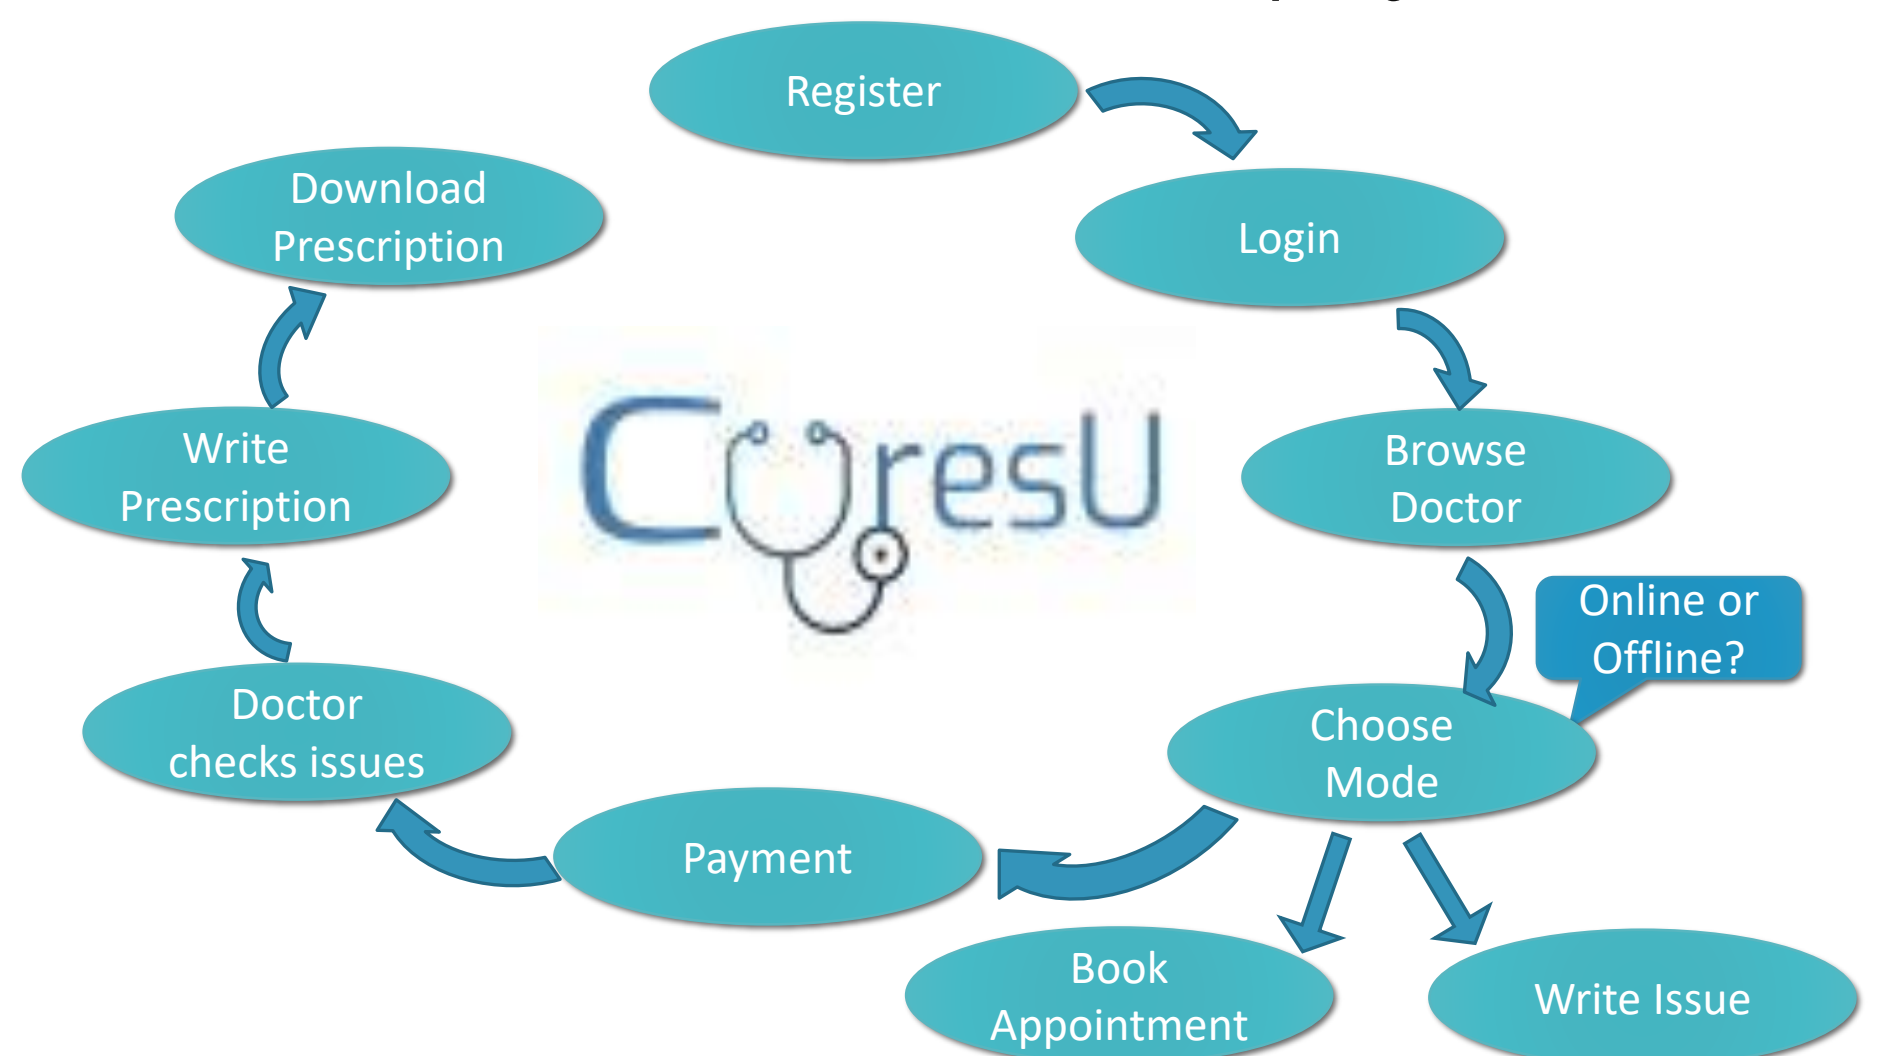 Register
Login
Browse
Doctor
Online or
Offline?
Choose
Mode
Book
Appointment
Write Issue
Payment
Doctor
checks issues
Write
Prescription
Download
Prescription
CuresU